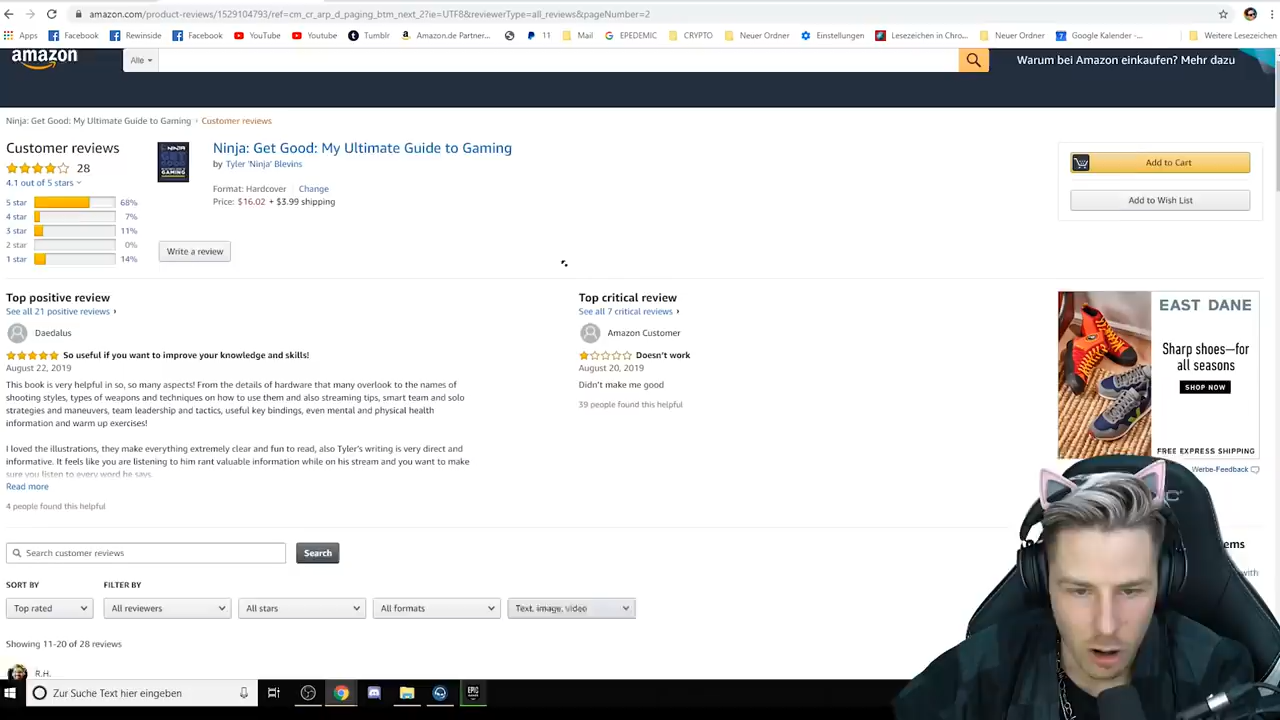 amazon.com/product-reviews/1529104793/ref=cm_cr_arp_d_paging_btm_next_2?ie=UTF8&reviewerType=all_reviews&pageNumber=2
Apps Facebook Rewinside Facebook YouTube Youtube Tumblr Amazon.de Partner... 11 Mail EPEDEMIC CRYPTO Neuer Ordner Einstellungen Lesezeichen in Chro... Neuer Ordner Google Kalender -... Weitere Lesezeichen
amazon Alle Warum bei Amazon einkaufen? Mehr dazu
Ninja: Get Good: My Ultimate Guide to Gaming › Customer reviews
Customer reviews
28
4.1 out of 5 stars
5 star 68%
4 star 7%
3 star 11%
2 star 0%
1 star 14%
NINJA
GET
GOOD
GAMING
Ninja: Get Good: My Ultimate Guide to Gaming
by Tyler 'Ninja' Blevins
Format: Hardcover Change
Price: $16.02 + $3.99 shipping
Write a review
Add to Cart
Add to Wish List
Top positive review
See all 21 positive reviews ›
Daedalus
So useful if you want to improve your knowledge and skills!
August 22, 2019
This book is very helpful in so, so many aspects! From the details of hardware that many overlook to the names of
shooting styles, types of weapons and techniques on how to use them and also streaming tips, smart team and solo
strategies and maneuvers, team leadership and tactics, useful key bindings, even mental and physical health
information and warm up exercises!
I loved the illustrations, they make everything extremely clear and fun to read, also Tyler's writing is very direct and
informative. It feels like you are listening to him rant valuable information while on his stream and you want to make
sure you listen to every word he says.
Read more
4 people found this helpful
Top critical review
See all 7 critical reviews ›
Amazon Customer
Doesn't work
August 20, 2019
Didn't make me good
39 people found this helpful
EAST DANE
Sharp shoes—for
all seasons
SHOP NOW
FREE EXPRESS SHIPPING
Werbe-Feedback
Search customer reviews
Search
SORT BY FILTER BY
Top rated All reviewers All stars All formats Text, image, video
Showing 11-20 of 28 reviews
R.H.
Zur Suche Text hier eingeben
EPIC
GAMES